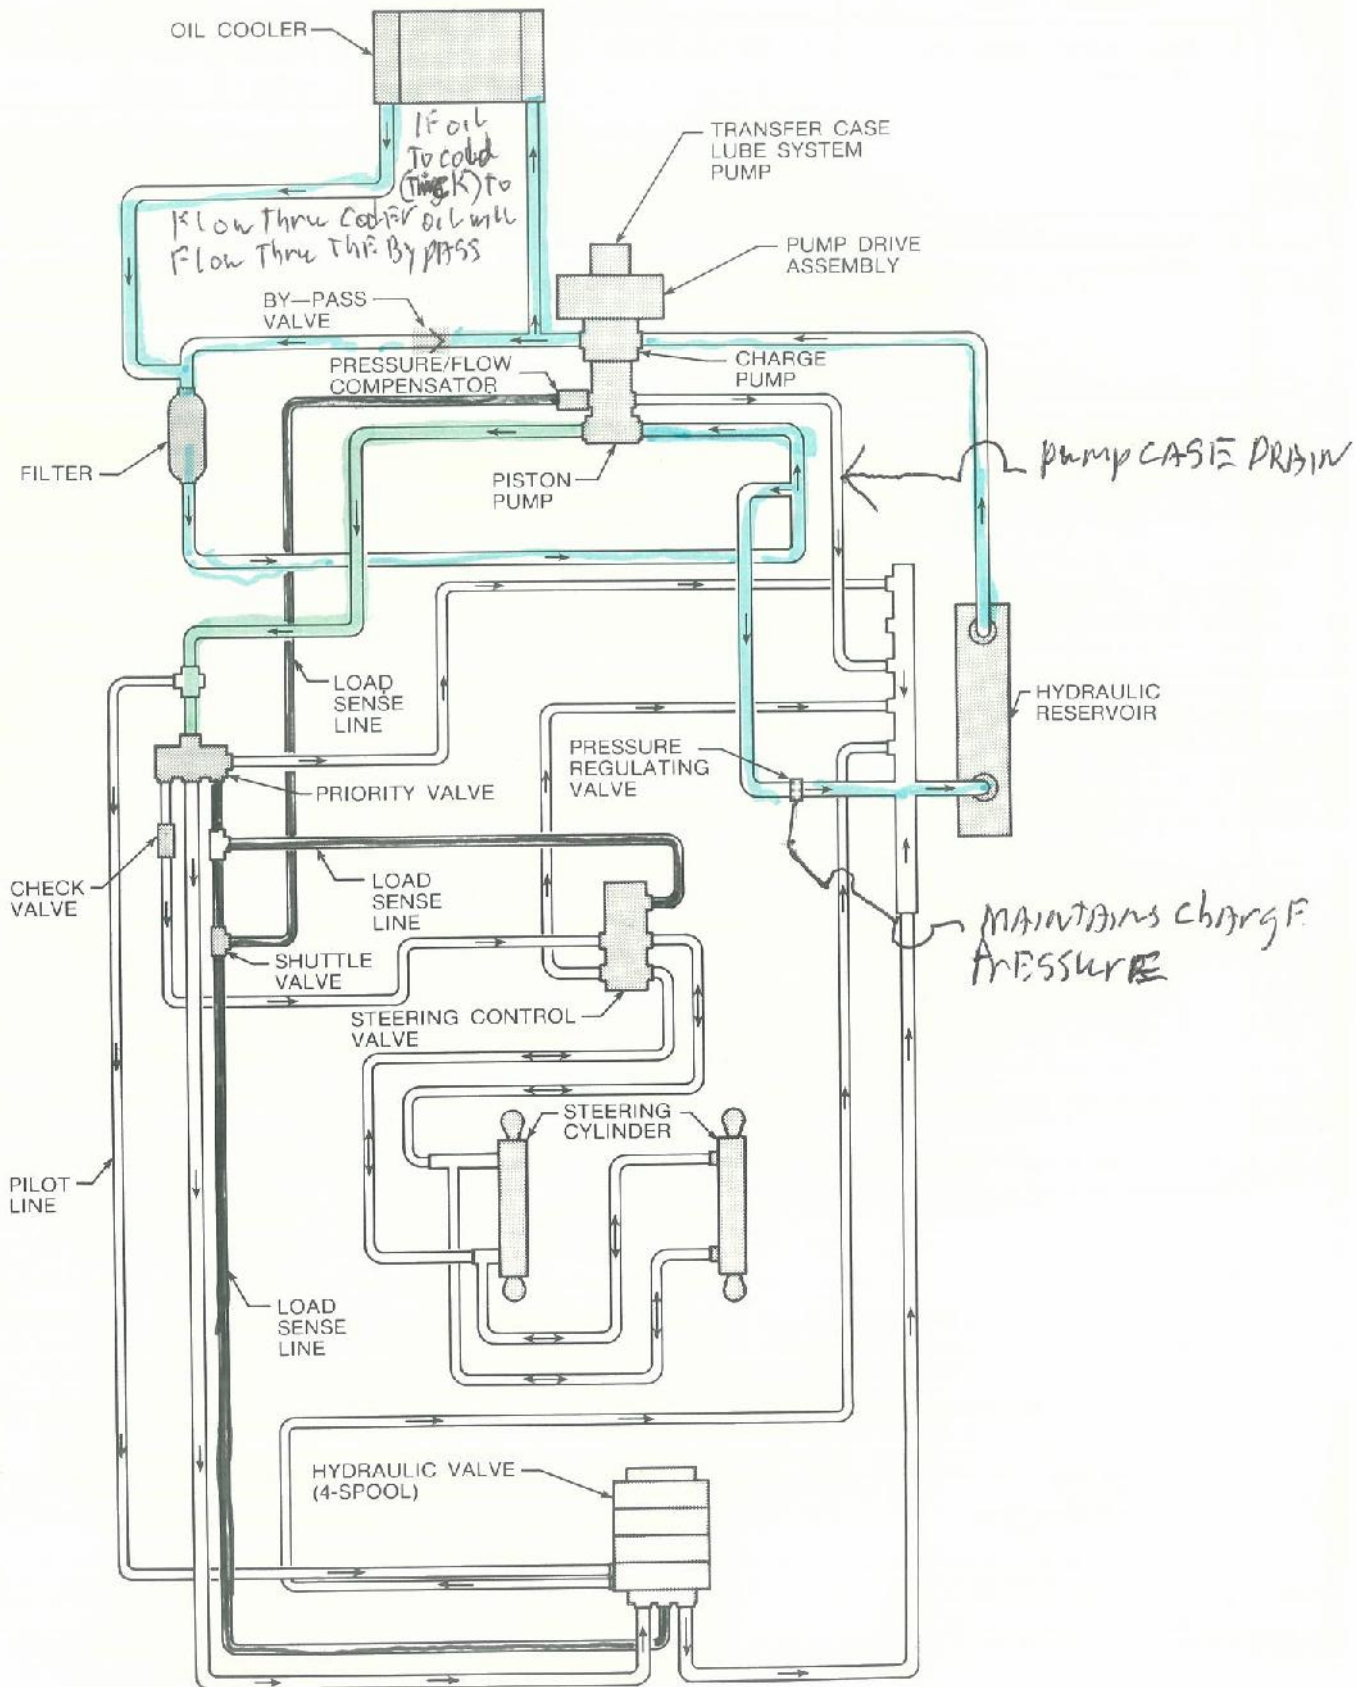 OIL COOLER
IF oil
To cold
(THICK) to
Flow Thru CooLEr oil will
Flow Thru THE By PASS
TRANSFER CASE
LUBE SYSTEM
PUMP
PUMP DRIVE
ASSEMBLY
BY—PASS
VALVE
PRESSURE/FLOW
COMPENSATOR
CHARGE
PUMP
FILTER
PISTON
PUMP
pump CASE DRAIN
LOAD
SENSE
LINE
HYDRAULIC
RESERVOIR
PRESSURE
REGULATING
VALVE
PRIORITY VALVE
CHECK
VALVE
LOAD
SENSE
LINE
MAINTAINS ChArgE
PrESSurE
SHUTTLE
VALVE
STEERING CONTROL
VALVE
STEERING
CYLINDER
PILOT
LINE
LOAD
SENSE
LINE
HYDRAULIC VALVE
(4-SPOOL)